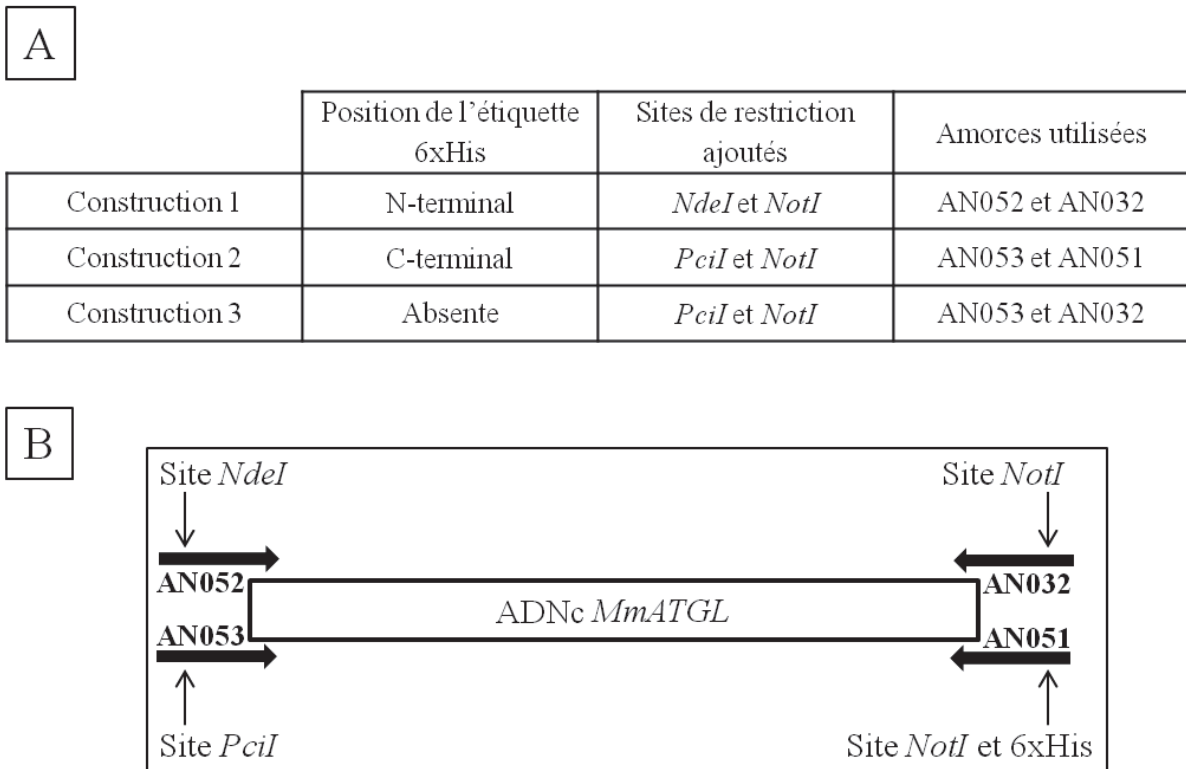 A
Position de l'étiquette 6xHis Sites de restriction ajoutés Amorces utilisées
Construction 1 N-terminal NdeI et NotI AN052 et AN032
Construction 2 C-terminal PciI et NotI AN053 et AN051
Construction 3 Absente PciI et NotI AN053 et AN032
B
Site NdeI Site NotI
AN052 AN032
ADNc MmATGL
AN053 AN051
Site PciI Site NotI et 6xHis